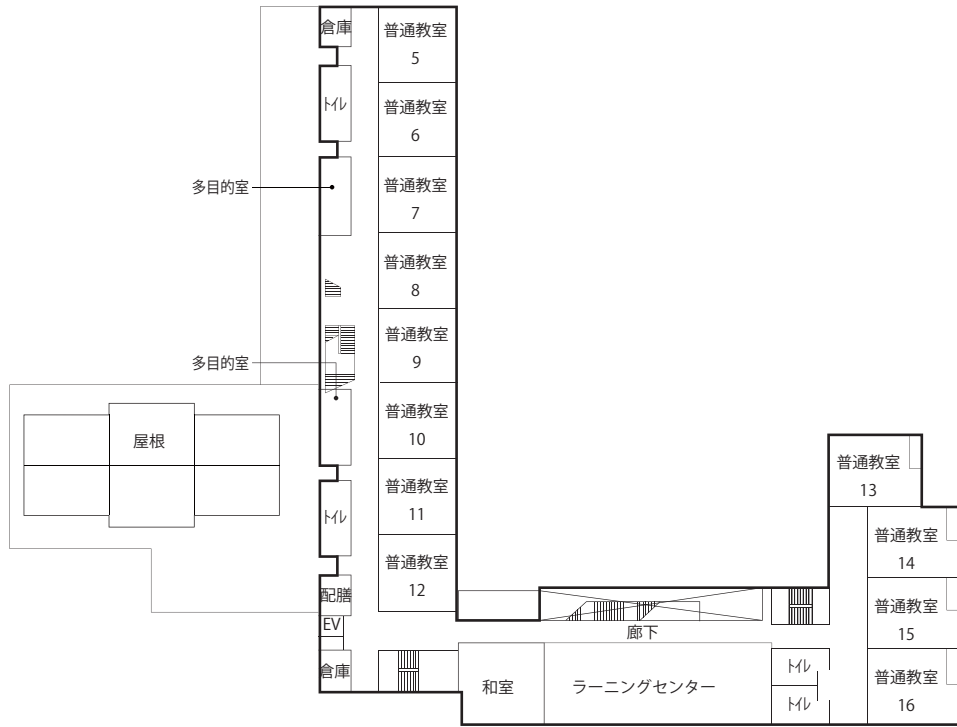 倉庫
普通教室
5
トイレ
普通教室
6
多目的室
普通教室
7
普通教室
8
多目的室
普通教室
9
屋根
普通教室
10
普通教室
11
トイレ
配膳
普通教室
12
EV
倉庫
和室
ラーニングセンター
廊下
トイレ
トイレ
普通教室
13
普通教室
14
普通教室
15
普通教室
16